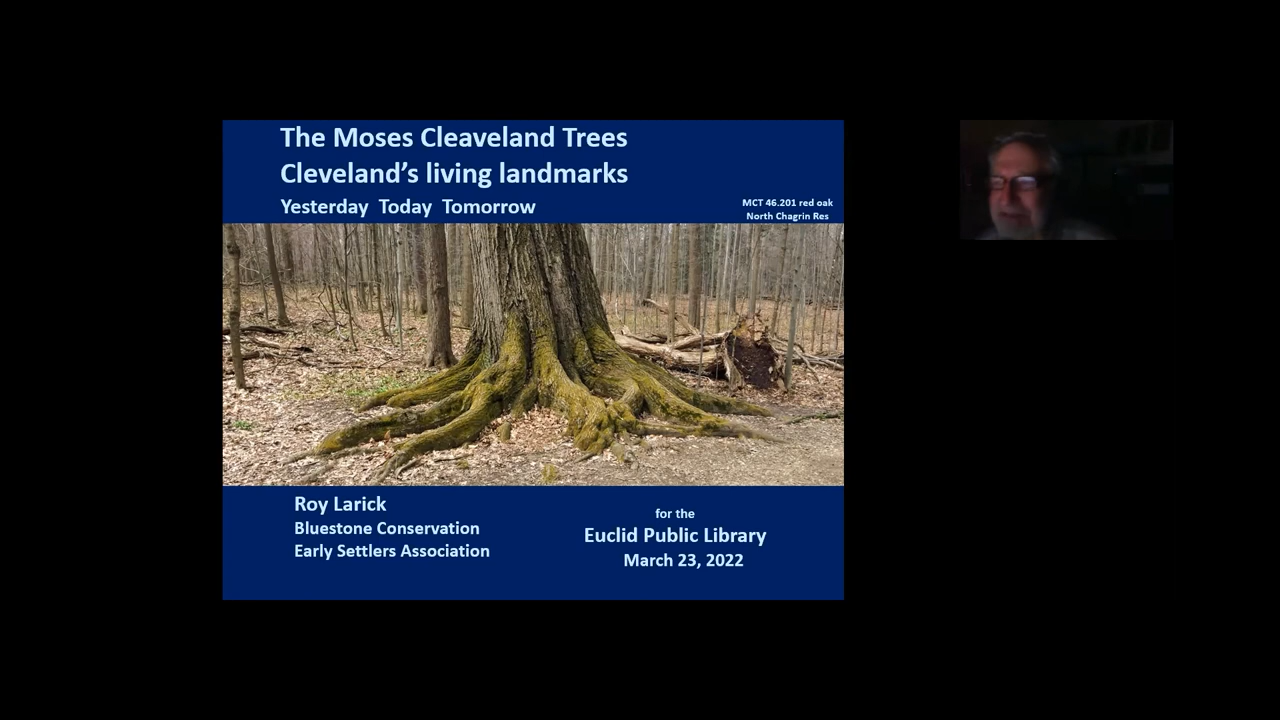 The Moses Cleaveland Trees
Cleveland's living landmarks
Yesterday Today Tomorrow
MCT 46.201 red oak
North Chagrin Res
Roy Larick
Bluestone Conservation
Early Settlers Association
for the
Euclid Public Library
March 23, 2022